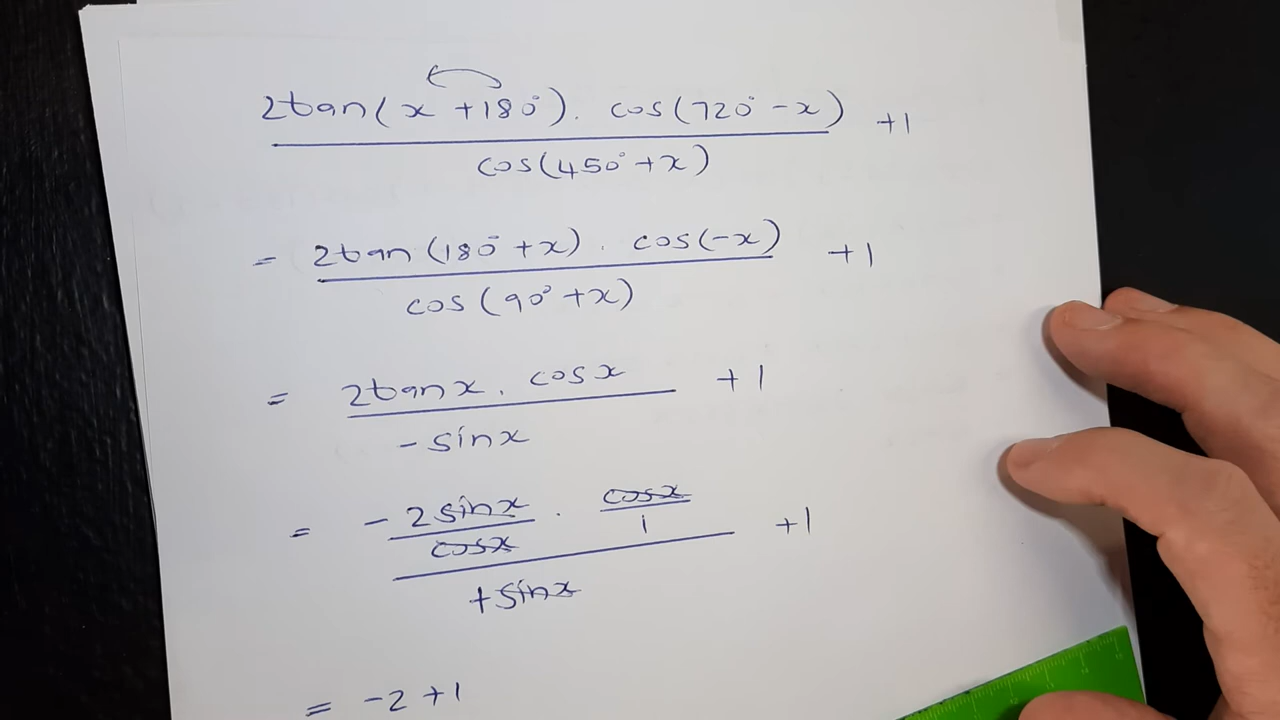 2tan(x +180°). cos(720° -x) +1
cos(450° +x)
= 2tan(180° +x) . cos(-x) +1
cos(90° +x)
= 2tanx . cosx +1
-sinx
= -2sinx . cosx +1
cosx 1
+sinx
= -2 +1